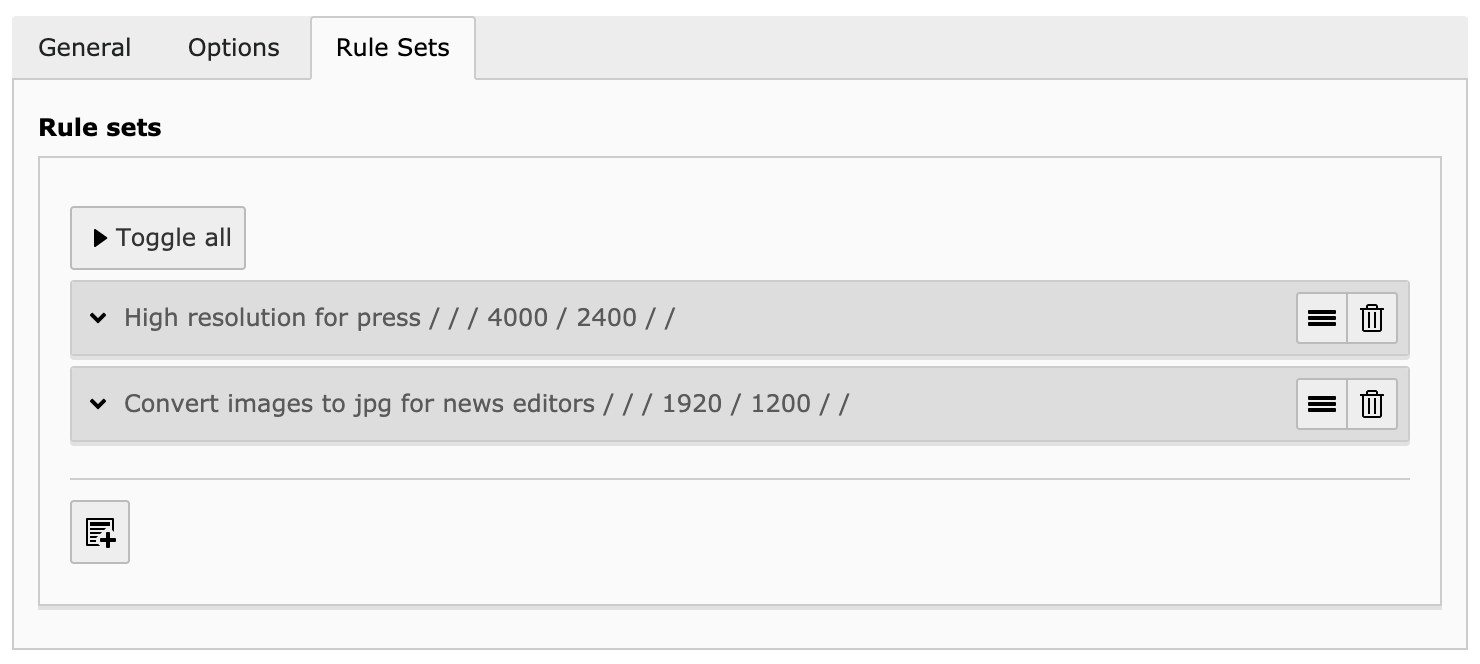 General Options Rule Sets
Rule sets
Toggle all
High resolution for press / / / 4000 / 2400 / /
Convert images to jpg for news editors / / / 1920 / 1200 / /